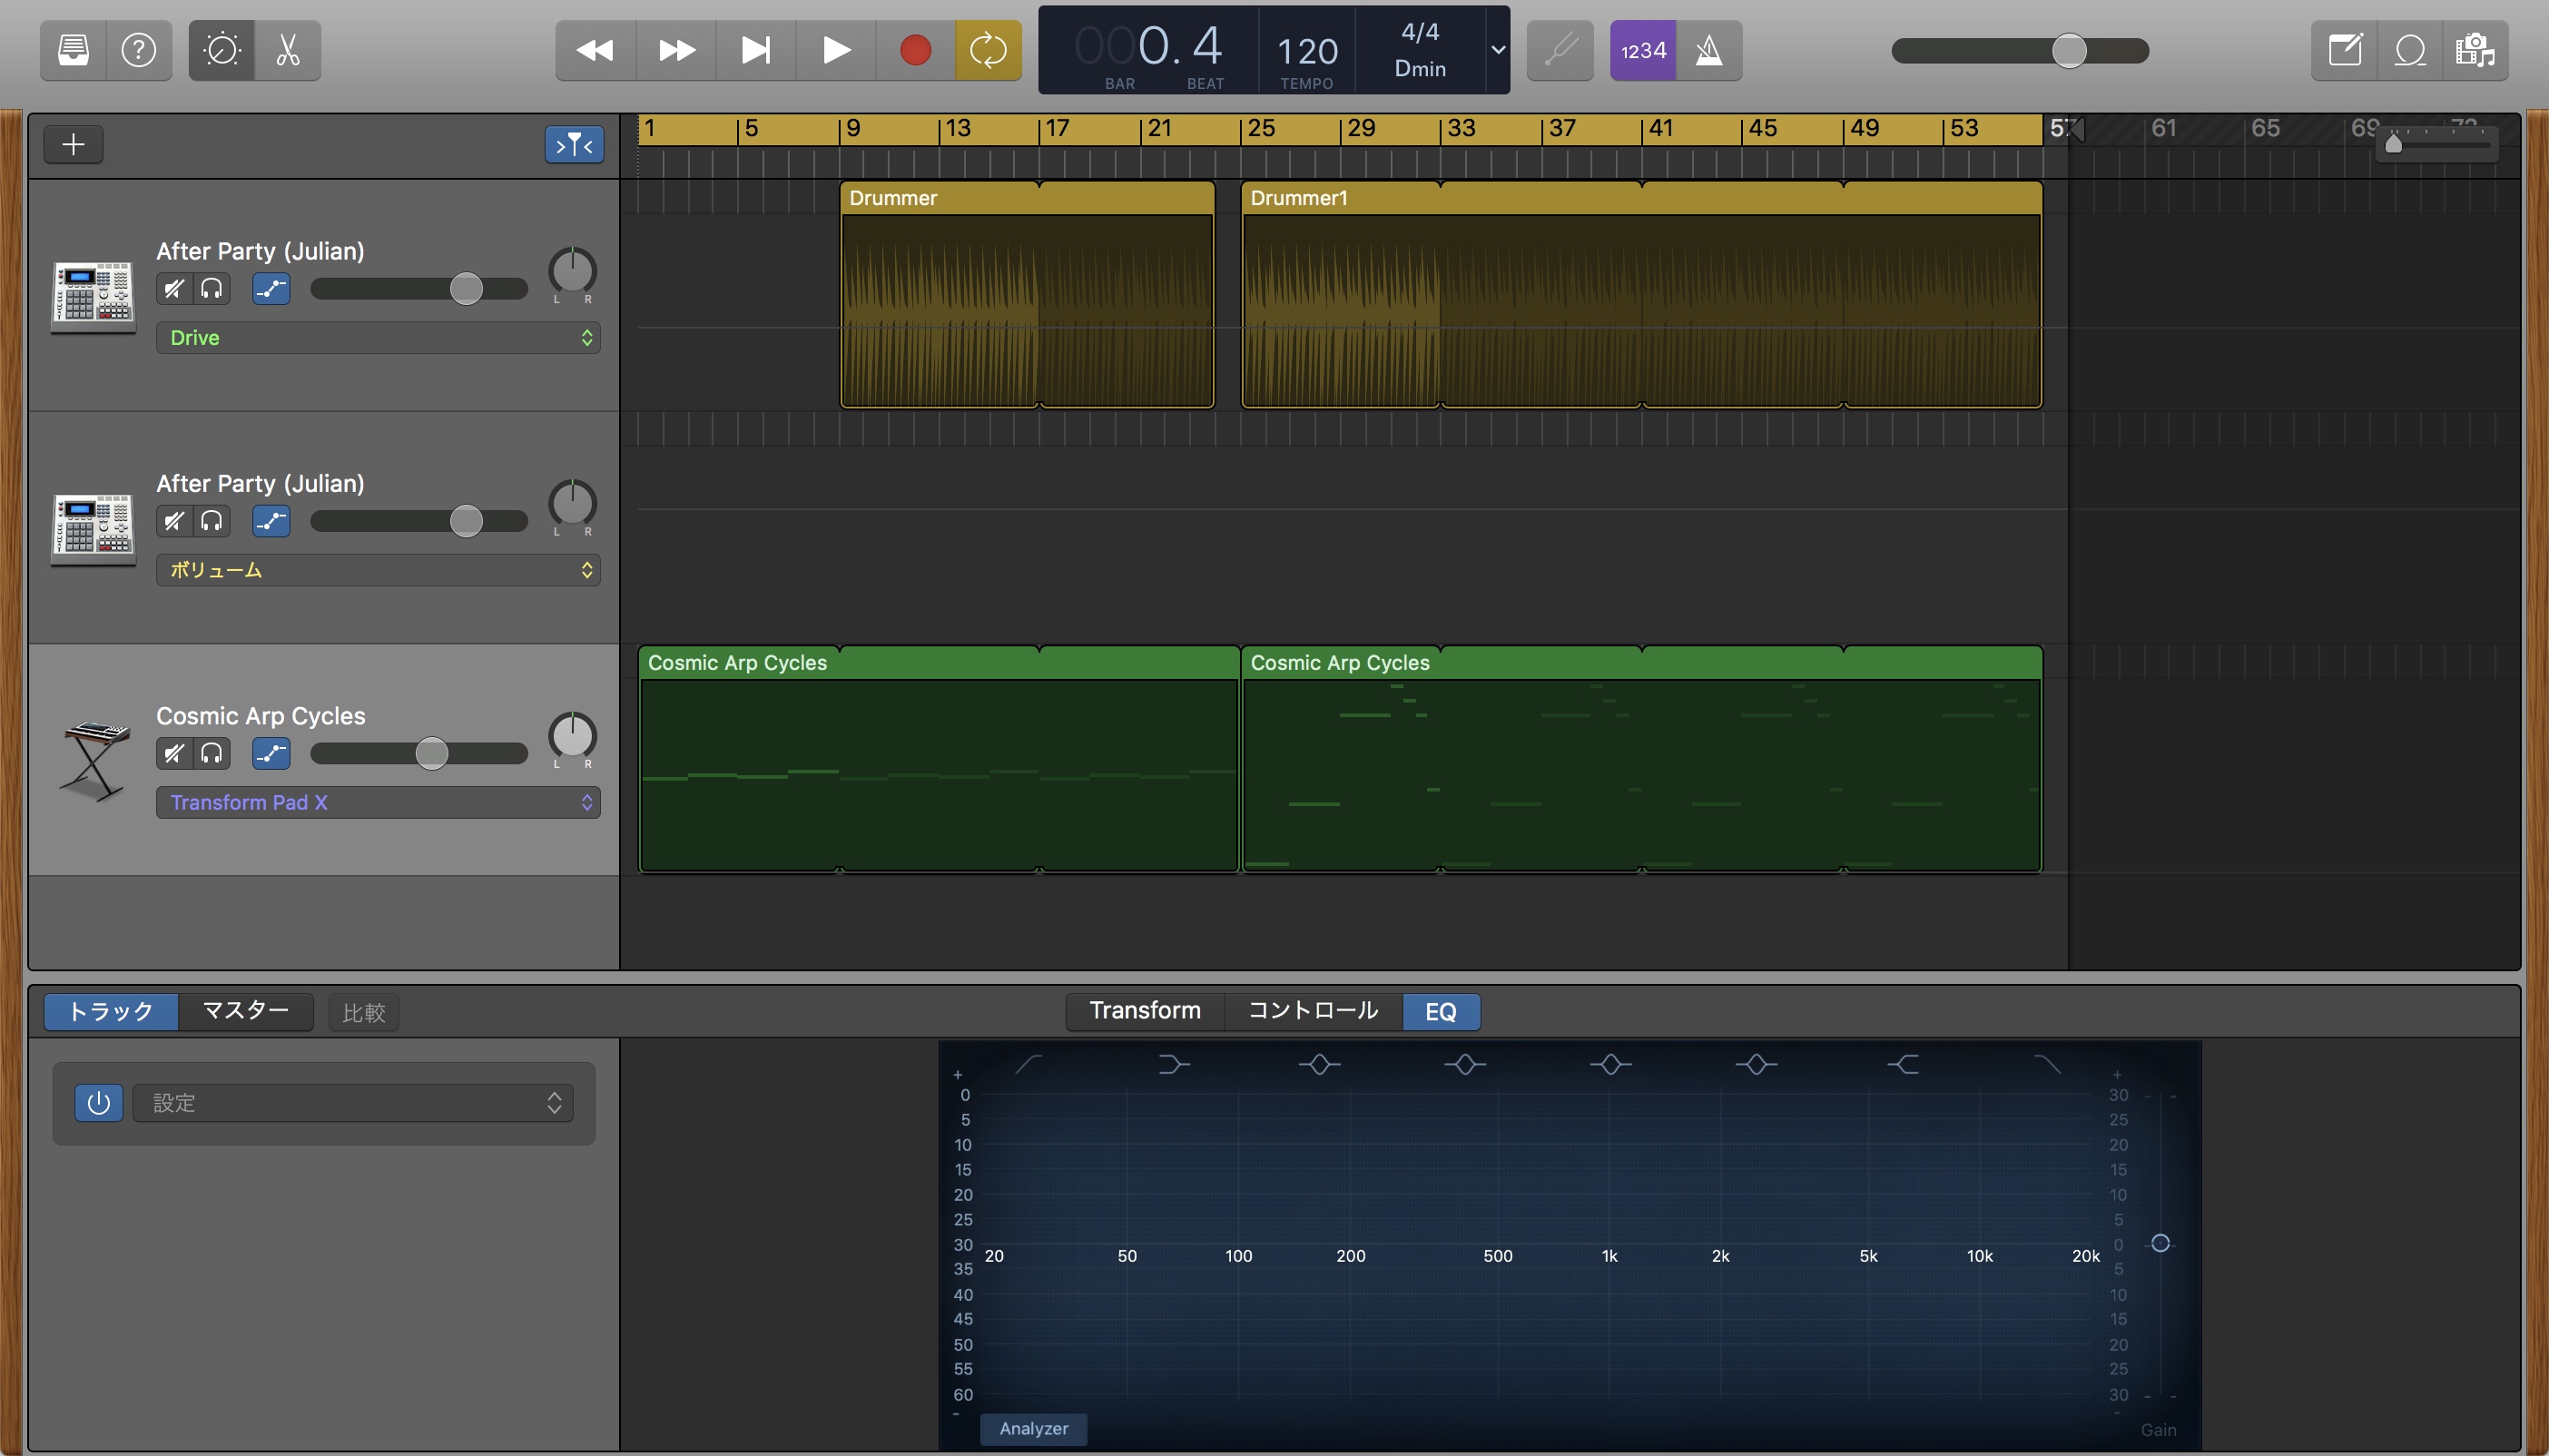 000.4
BAR BEAT
120
TEMPO
4/4
Dmin
1234
1 5 9 13 17 21 25 29 33 37 41 45 49 53 57 61 65 69
Drummer
Drummer1
After Party (Julian)
L R
Drive
After Party (Julian)
L R
ボリューム
Cosmic Arp Cycles
Cosmic Arp Cycles
Cosmic Arp Cycles
L R
Transform Pad X
トラック マスター 比較
Transform コントロール EQ
設定
+ +
0 30
5 25
10 20
15 15
20 10
25 5
30 20 50 100 200 500 1k 2k 5k 10k 20k 0
35 5
40 10
45 15
50 20
55 25
60 30
- -
Analyzer
Gain